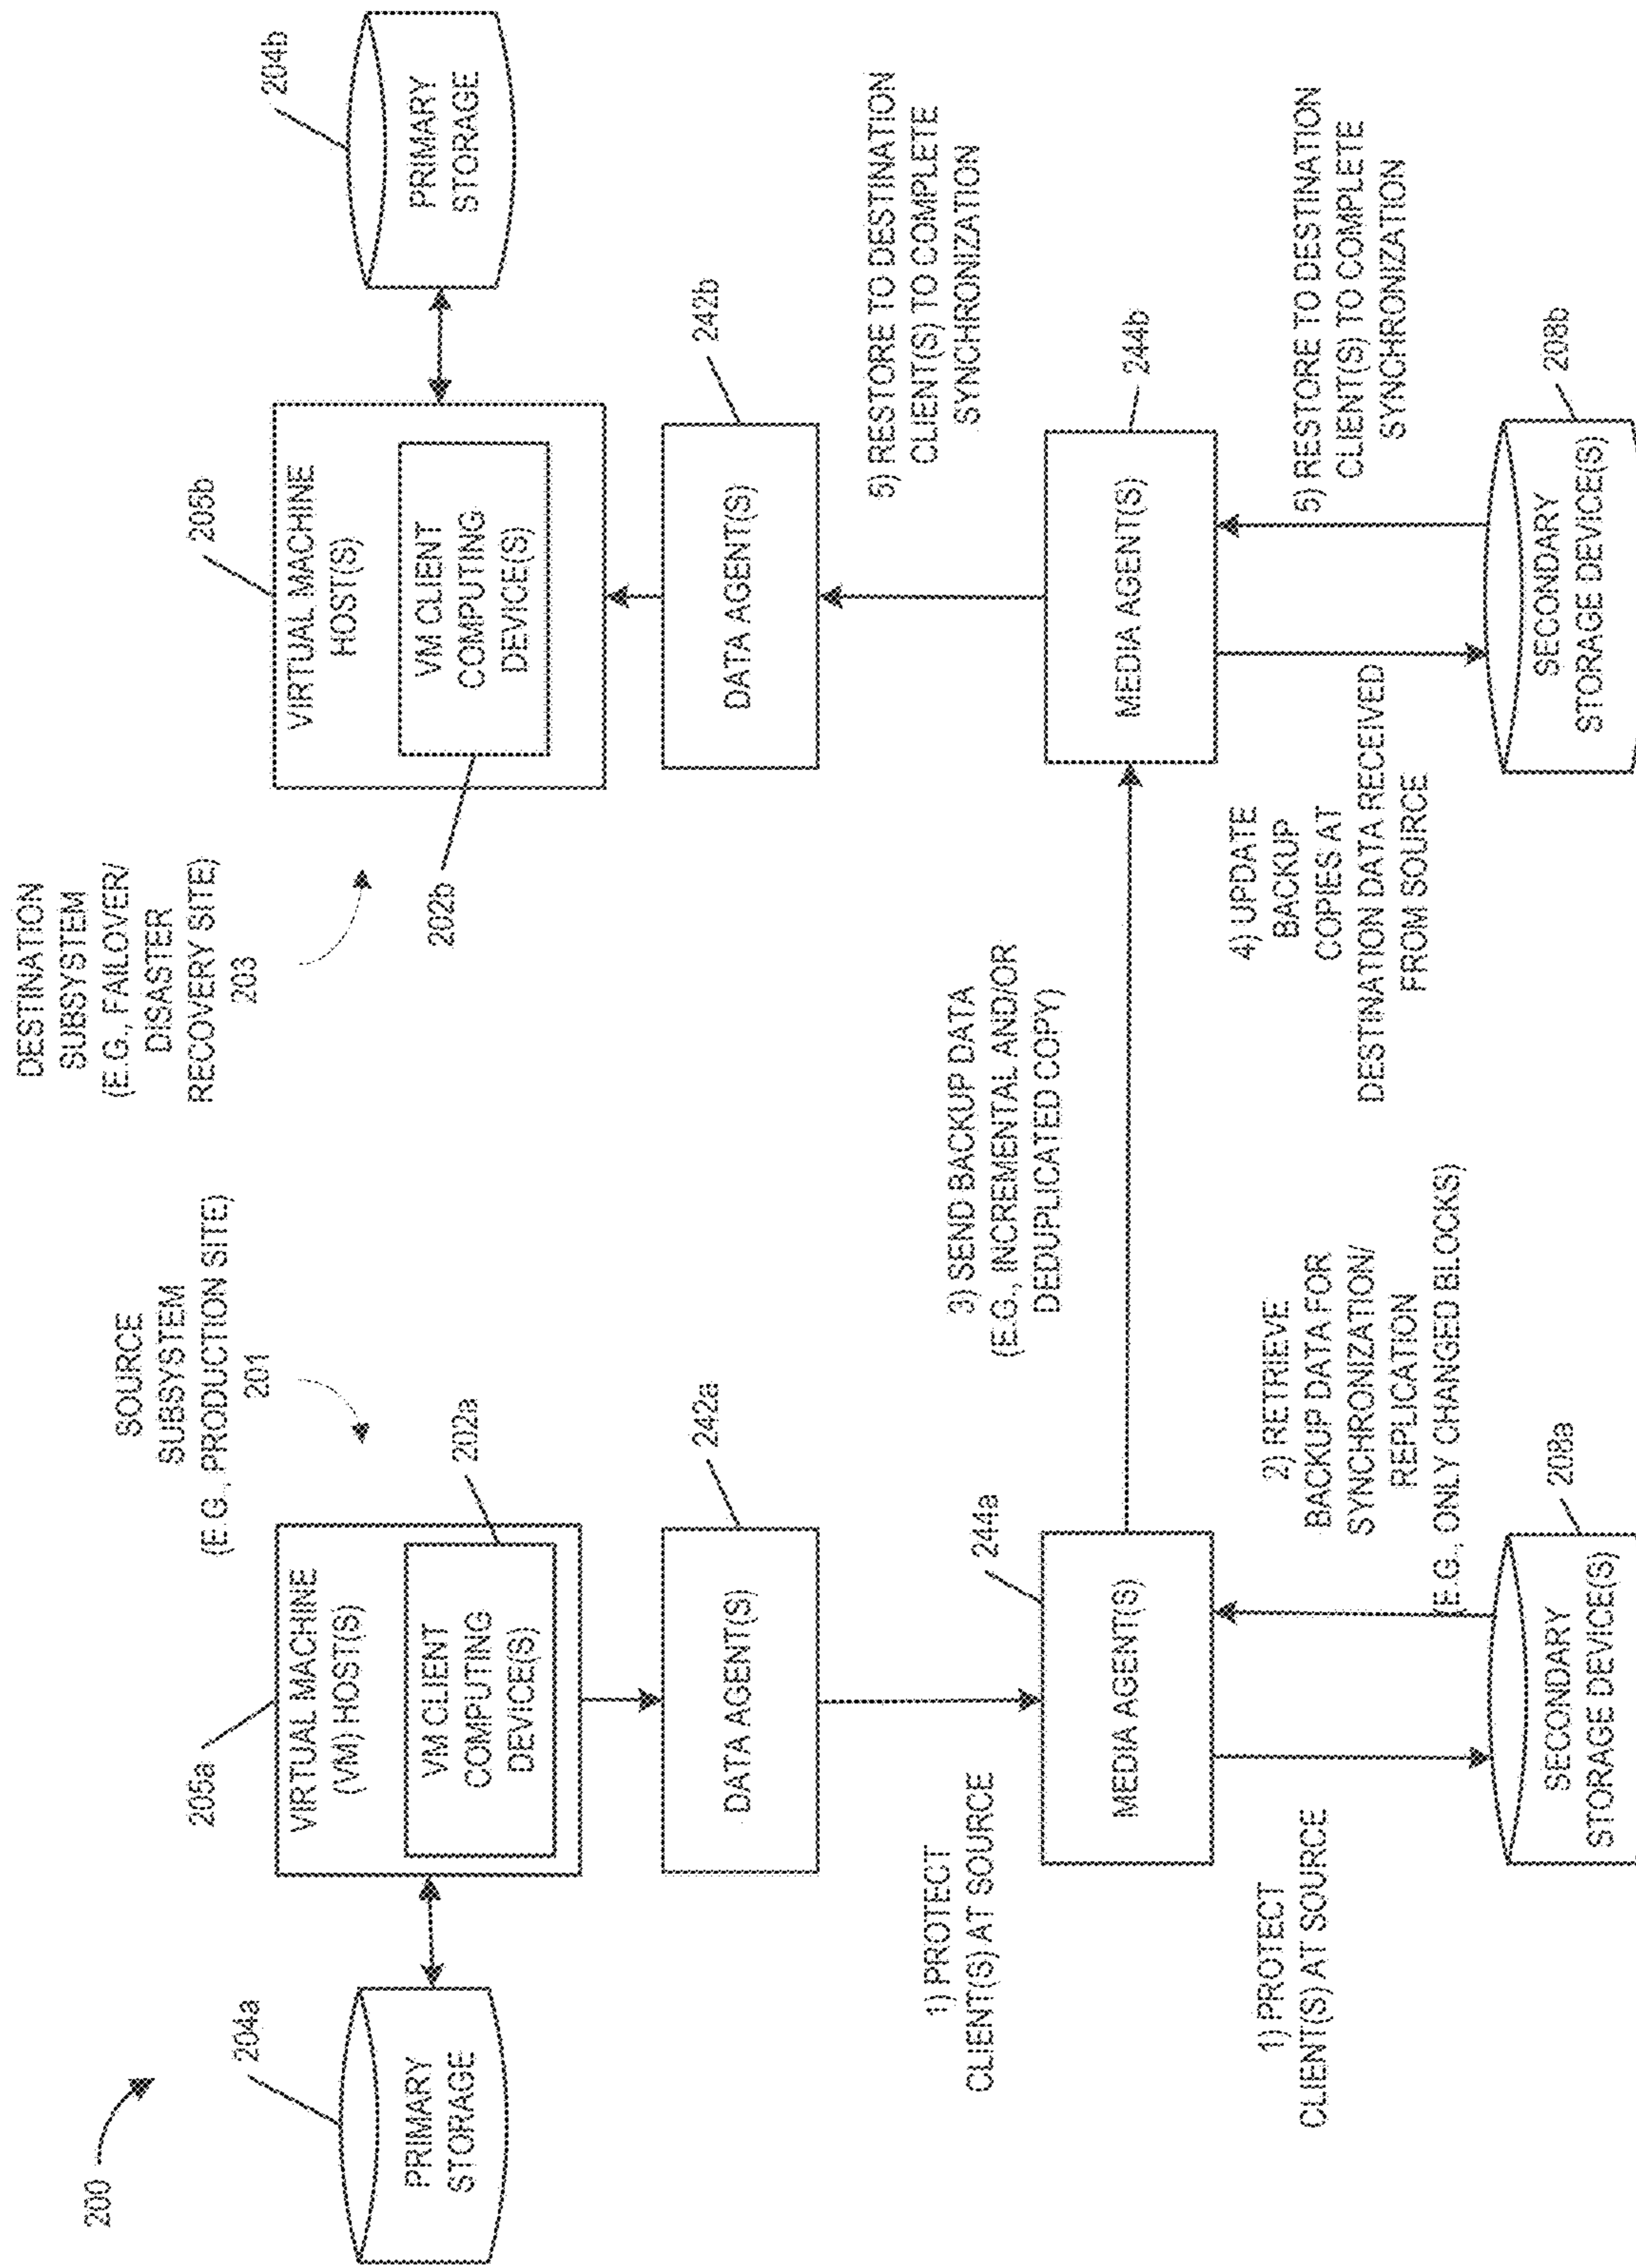 200
SOURCE
SUBSYSTEM
(E.G., PRODUCTION SITE)
201
DESTINATION
SUBSYSTEM
(E.G., FAILOVER/
DISASTER
RECOVERY SITE)
203
204a
PRIMARY
STORAGE
205a
VIRTUAL MACHINE
(VM) HOST(S)
VM CLIENT
COMPUTING
DEVICE(S)
202a
205b
VIRTUAL MACHINE
HOST(S)
VM CLIENT
COMPUTING
DEVICE(S)
202b
204b
PRIMARY
STORAGE
DATA AGENT(S)
242a
DATA AGENT(S)
242b
1) PROTECT
CLIENT(S) AT SOURCE
3) SEND BACKUP DATA
(E.G., INCREMENTAL AND/OR
DEDUPLICATED COPY)
5) RESTORE TO DESTINATION
CLIENT(S) TO COMPLETE
SYNCHRONIZATION
MEDIA AGENT(S)
244a
MEDIA AGENT(S)
244b
1) PROTECT
CLIENT(S) AT SOURCE
2) RETRIEVE
BACKUP DATA FOR
SYNCHRONIZATION/
REPLICATION
(E.G., ONLY CHANGED BLOCKS)
4) UPDATE
BACKUP
COPIES AT
DESTINATION DATA RECEIVED
FROM SOURCE
5) RESTORE TO DESTINATION
CLIENT(S) TO COMPLETE
SYNCHRONIZATION
SECONDARY
STORAGE DEVICE(S)
208a
SECONDARY
STORAGE DEVICE(S)
208b